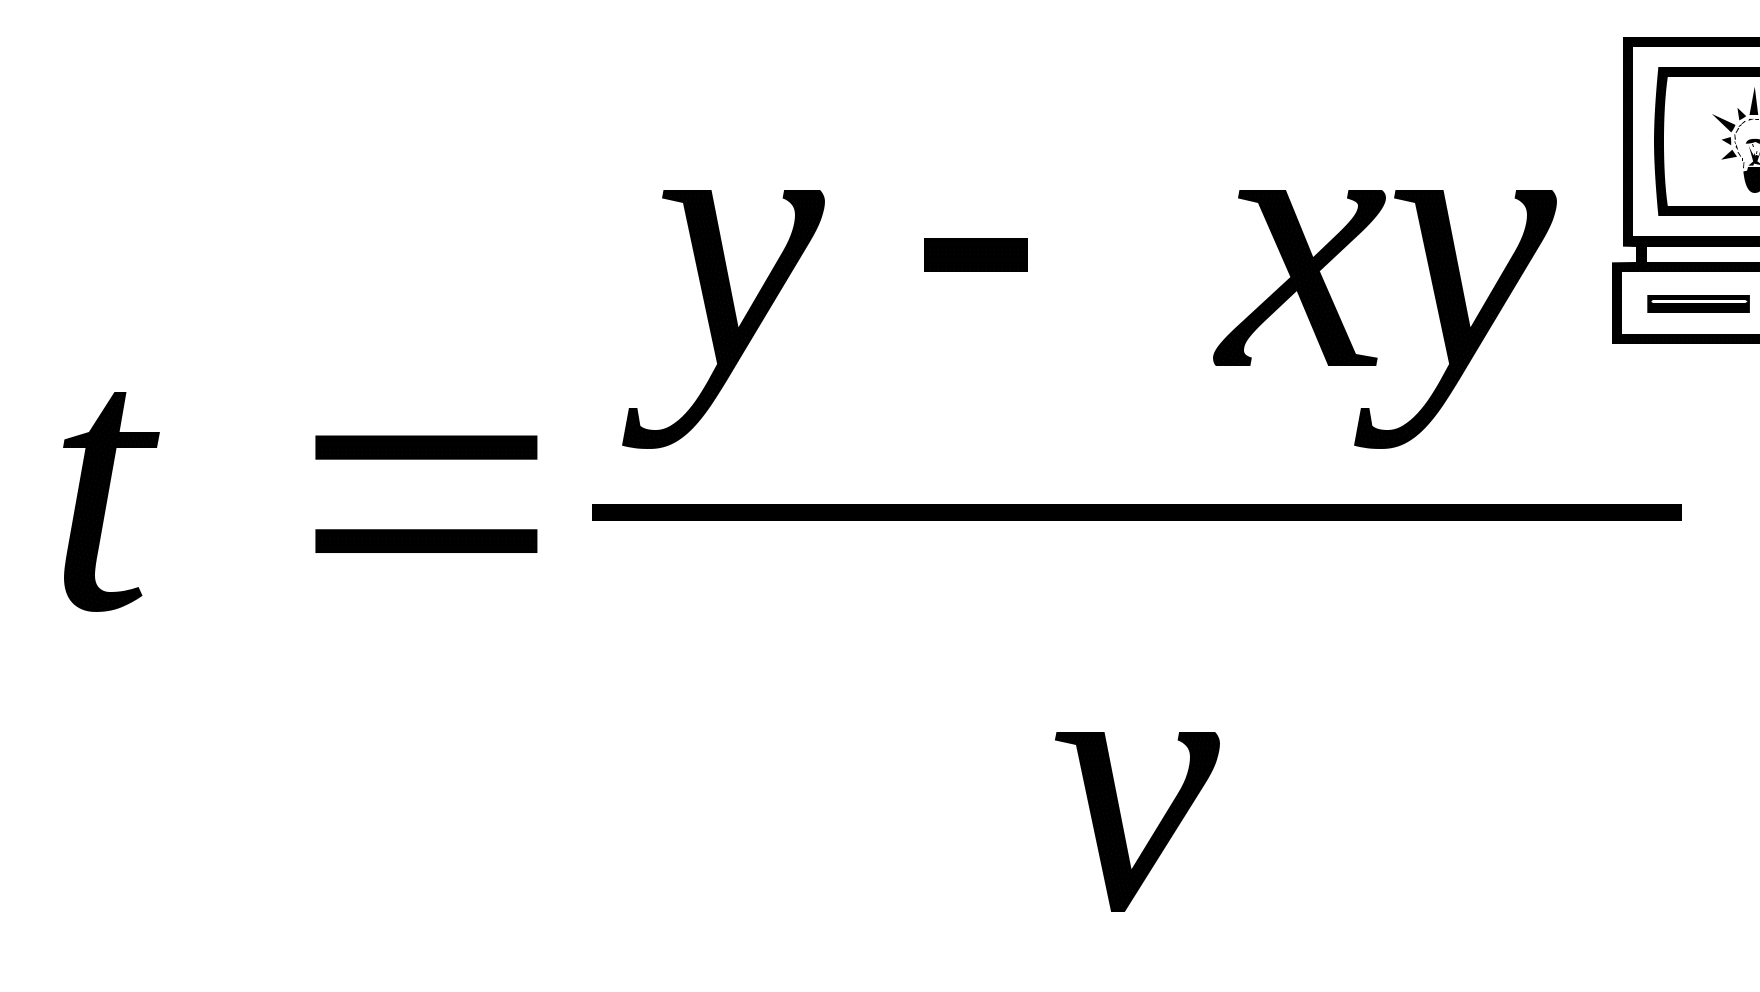 t = (y - xy) / v